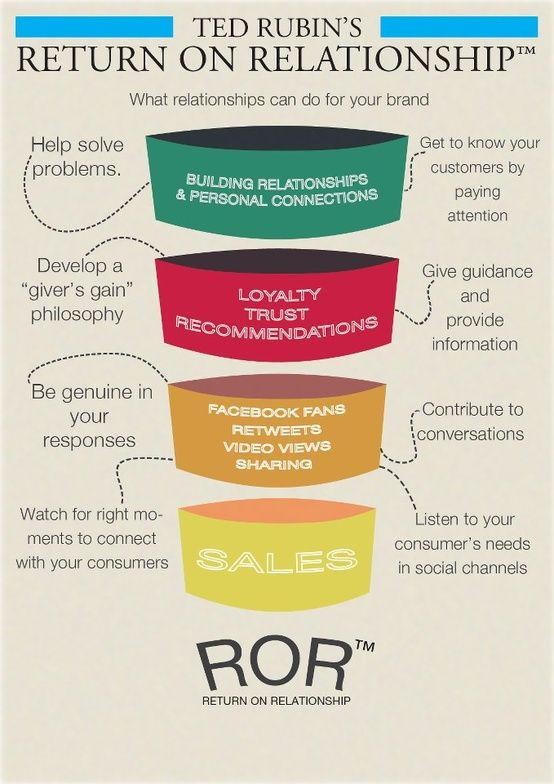 TED RUBIN'S
RETURN ON RELATIONSHIP™
What relationships can do for your brand
Help solve
problems.
BUILDING RELATIONSHIPS
& PERSONAL CONNECTIONS
Get to know your
customers by
paying
attention
Develop a
“giver's gain”
philosophy
LOYALTY
TRUST
RECOMMENDATIONS
Give guidance
and
provide
information
Be genuine in
your
responses
FACEBOOK FANS
RETWEETS
VIDEO VIEWS
SHARING
Contribute to
conversations
Watch for right mo-
ments to connect
with your consumers
SALES
Listen to your
consumer's needs
in social channels
ROR™
RETURN ON RELATIONSHIP